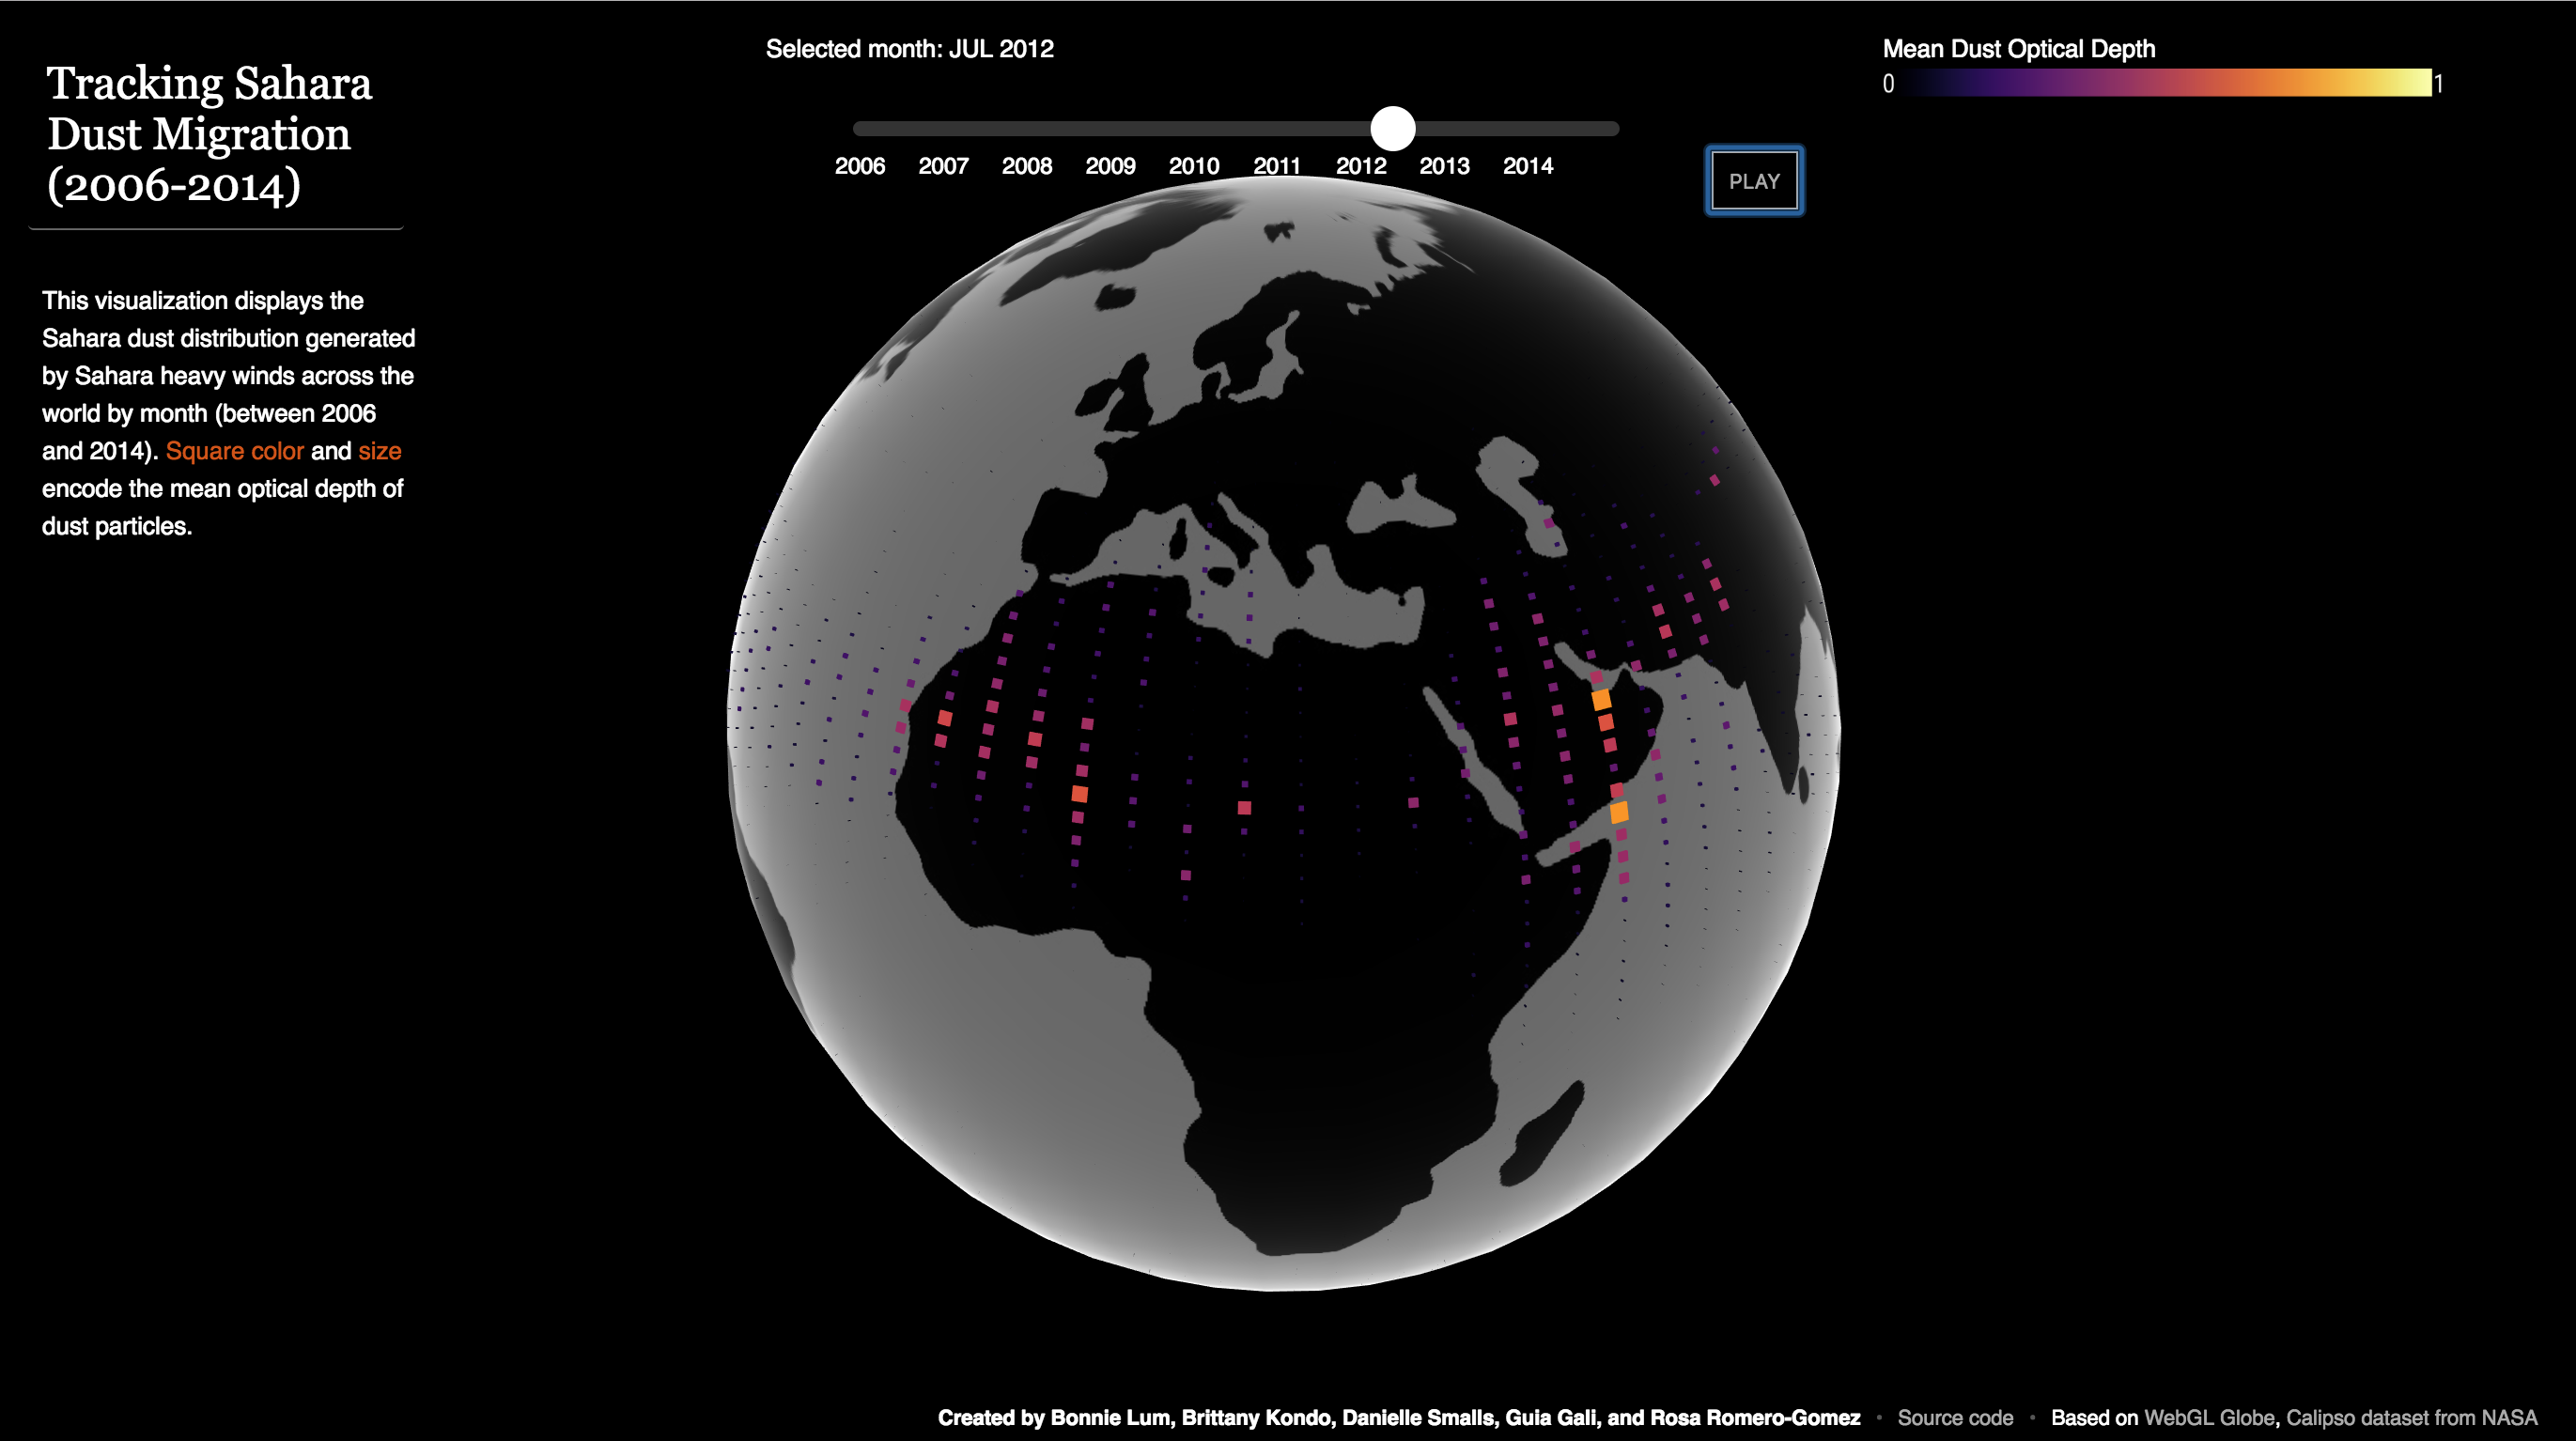 Tracking Sahara
Dust Migration
(2006-2014)
This visualization displays the
Sahara dust distribution generated
by Sahara heavy winds across the
world by month (between 2006
and 2014). Square color and size
encode the mean optical depth of
dust particles.
Selected month: JUL 2012
2006 2007 2008 2009 2010 2011 2012 2013 2014
PLAY
Mean Dust Optical Depth
0 1
Created by Bonnie Lum, Brittany Kondo, Danielle Smalls, Guia Gali, and Rosa Romero-Gomez • Source code • Based on WebGL Globe, Calipso dataset from NASA